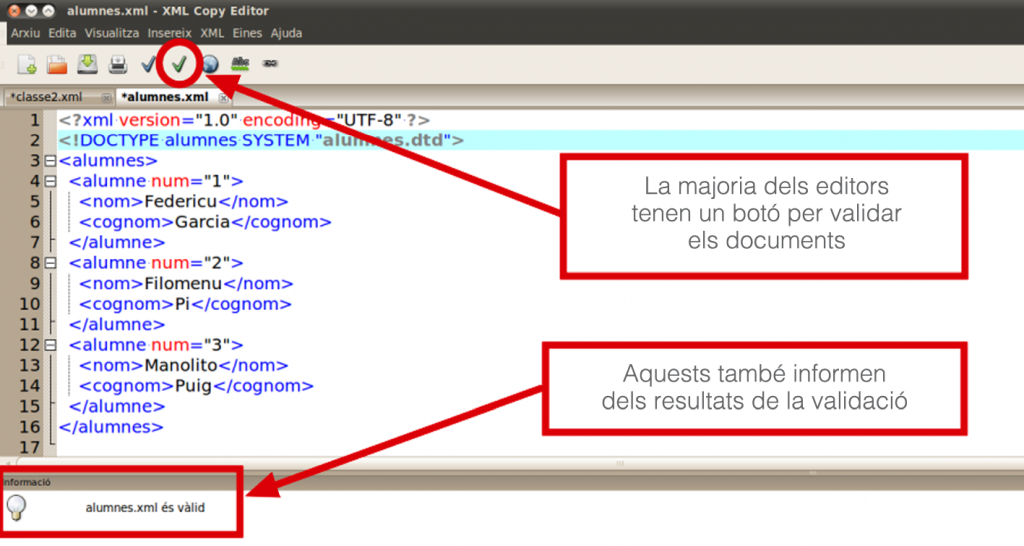 alumnes.xml - XML Copy Editor
Arxiu Edita Visualitza Insereix XML Eines Ajuda
*classe2.xml *alumnes.xml
1 <?xml version="1.0" encoding="UTF-8" ?>
2 <!DOCTYPE alumnes SYSTEM "alumnes.dtd">
3 <alumnes>
4 <alumne num="1">
5 <nom>Federicu</nom>
6 <cognom>Garcia</cognom>
7 </alumne>
8 <alumne num="2">
9 <nom>Filomenu</nom>
10 <cognom>Pi</cognom>
11 </alumne>
12 <alumne num="3">
13 <nom>Manolito</nom>
14 <cognom>Puig</cognom>
15 </alumne>
16 </alumnes>
17
La majoria dels editors
tenen un botó per validar
els documents
Aquests també informen
dels resultats de la validació
nformació
alumnes.xml és vàlid